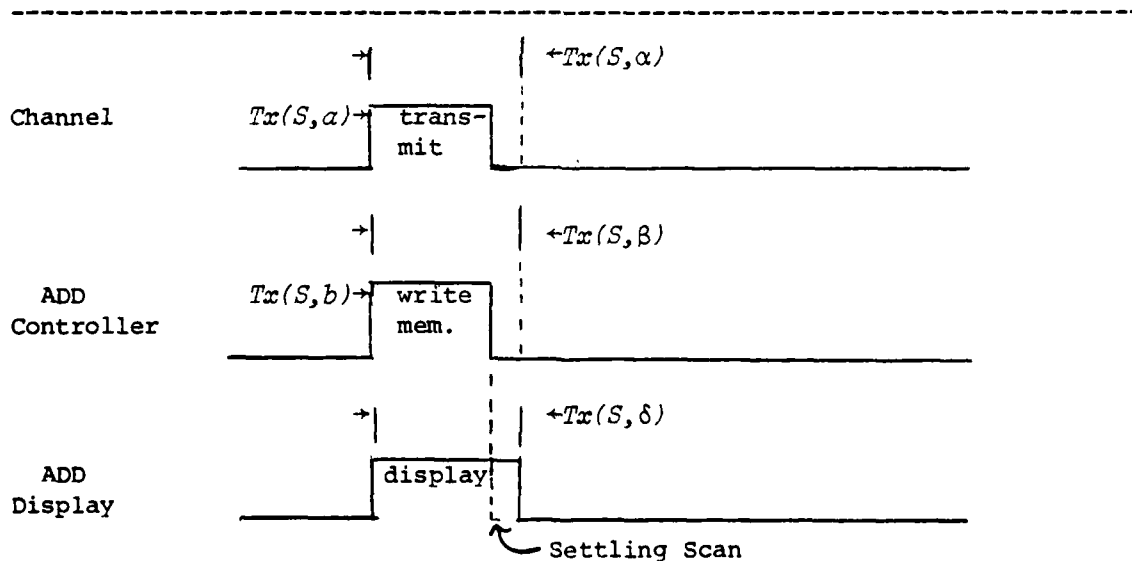 ←Tx(S,α)
Channel
Tx(S,a)→
trans-
mit
←Tx(S,β)
ADD
Controller
Tx(S,b)→
write
mem.
←Tx(S,δ)
ADD
Display
display
Settling Scan